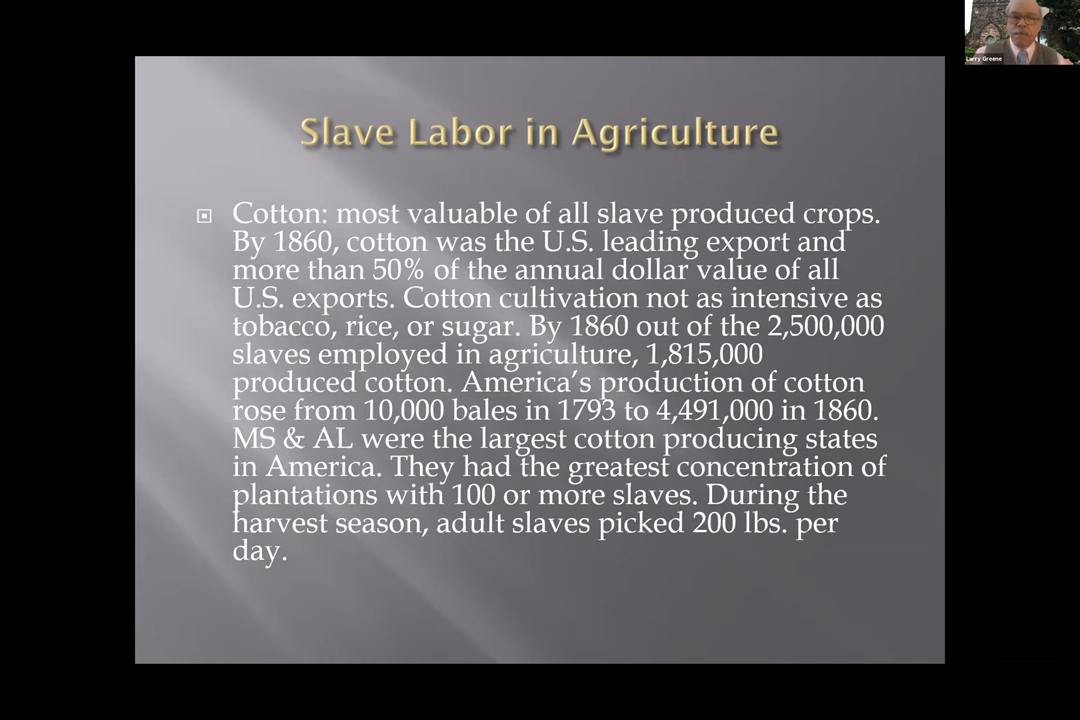 Larry Greene
Slave Labor in Agriculture
Cotton: most valuable of all slave produced crops.
By 1860, cotton was the U.S. leading export and
more than 50% of the annual dollar value of all
U.S. exports. Cotton cultivation not as intensive as
tobacco, rice, or sugar. By 1860 out of the 2,500,000
slaves employed in agriculture, 1,815,000
produced cotton. America's production of cotton
rose from 10,000 bales in 1793 to 4,491,000 in 1860.
MS & AL were the largest cotton producing states
in America. They had the greatest concentration of
plantations with 100 or more slaves. During the
harvest season, adult slaves picked 200 lbs. per
day.